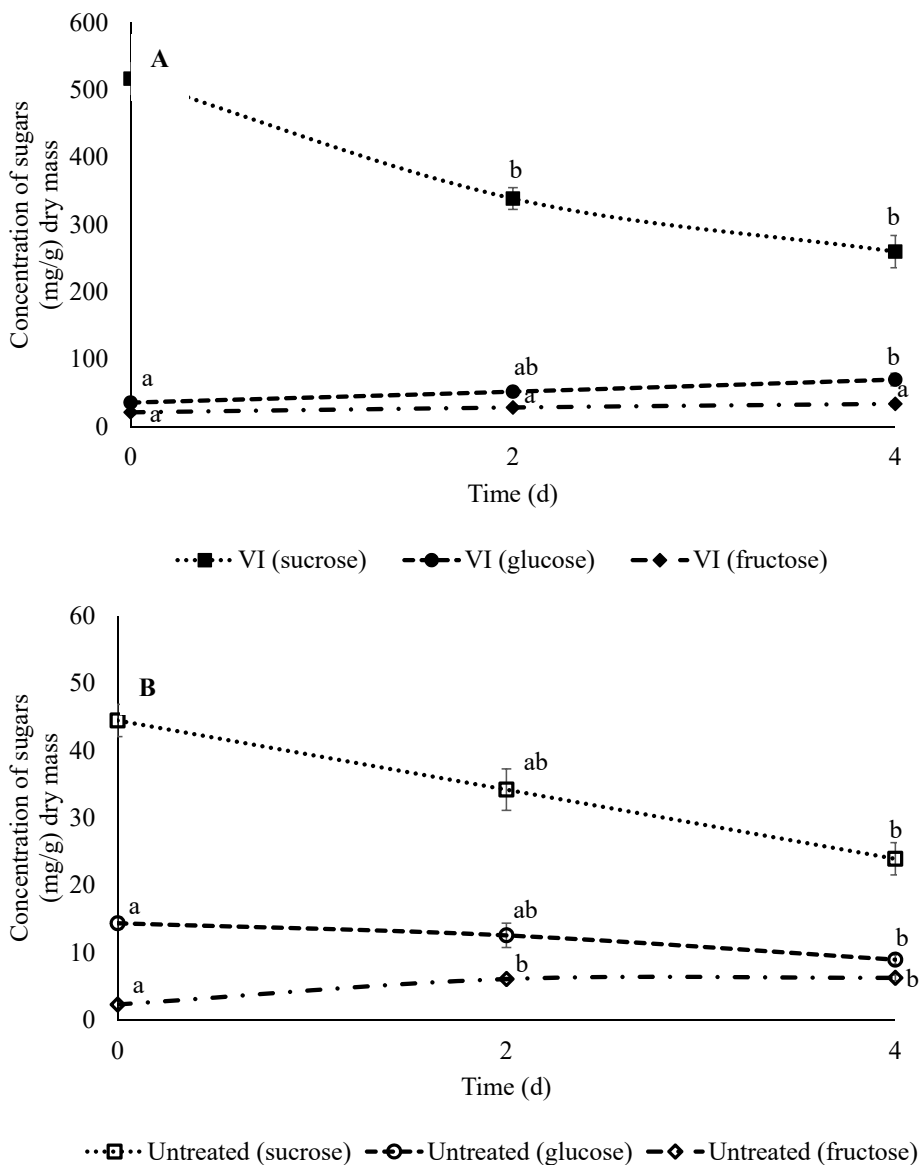 600
A
500
Concentration of sugars
(mg/g) dry mass
400
b
300
b
200
100
a
ab
b
a
a
a
0
0
2
4
Time (d)
VI (sucrose)
VI (glucose)
VI (fructose)
60
B
50
Concentration of sugars
(mg/g) dry mass
40
ab
30
b
20
a
ab
b
10
a
b
b
0
0
2
4
Time (d)
Untreated (sucrose)
Untreated (glucose)
Untreated (fructose)